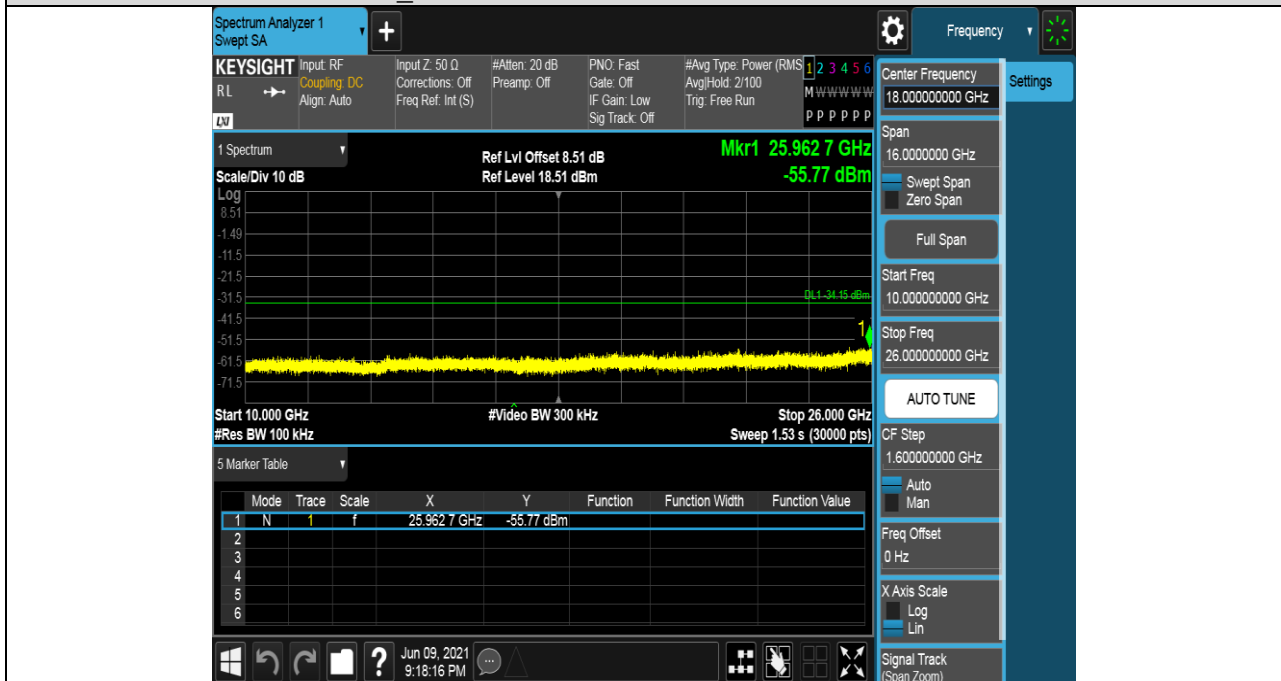 Spectrum Analyzer 1
Swept SA
+
Frequency
KEYSIGHT
RL
LXI
Input: RF
Coupling: DC
Align: Auto
Input Z: 50 Ω
Corrections: Off
Freq Ref: Int (S)
#Atten: 20 dB
Preamp: Off
PNO: Fast
Gate: Off
IF Gain: Low
Sig Track: Off
#Avg Type: Power (RMS
Avg|Hold: 2/100
Trig: Free Run
1 2 3 4 5 6
M W W W W W
P P P P P P
1 Spectrum
Scale/Div 10 dB
Ref Lvl Offset 8.51 dB
Ref Level 18.51 dBm
Mkr1 25.962 7 GHz
-55.77 dBm
Log
8.51
-1.49
-11.5
-21.5
-31.5
-41.5
-51.5
-61.5
-71.5
DL1 -34.15 dBm
1
Start 10.000 GHz
#Video BW 300 kHz
Stop 26.000 GHz
#Res BW 100 kHz
Sweep 1.53 s (30000 pts)
5 Marker Table
Mode Trace Scale X Y Function Function Width Function Value
1 N 1 f 25.962 7 GHz -55.77 dBm
2
3
4
5
6
?
Jun 09, 2021
9:18:16 PM
Center Frequency
18.000000000 GHz
Settings
Span
16.0000000 GHz
Swept Span
Zero Span
Full Span
Start Freq
10.000000000 GHz
Stop Freq
26.000000000 GHz
AUTO TUNE
CF Step
1.600000000 GHz
Auto
Man
Freq Offset
0 Hz
X Axis Scale
Log
Lin
Signal Track
(Span Zoom)